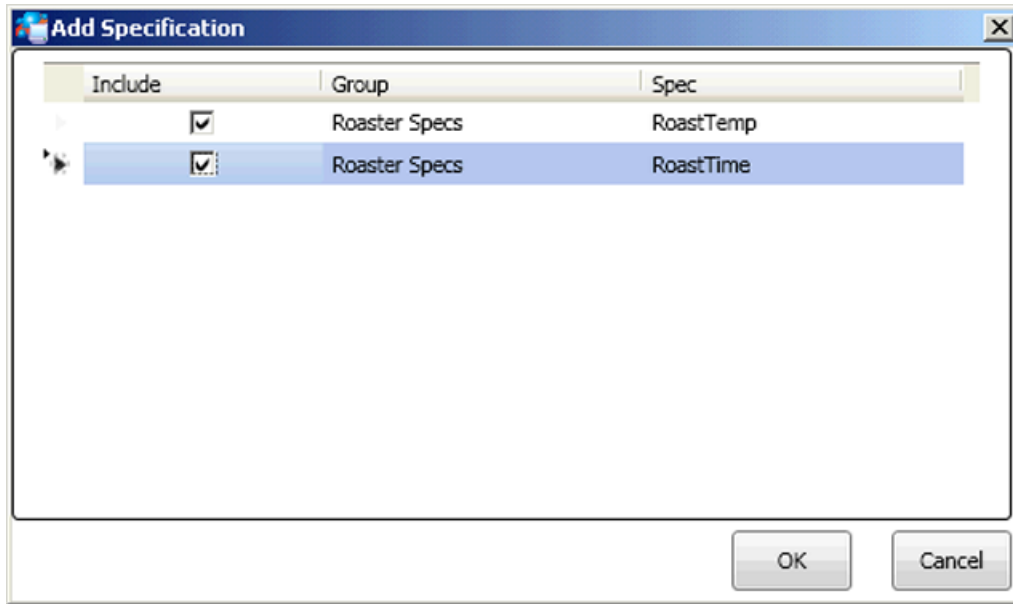 Add Specification
Include Group Spec
Roaster Specs RoastTemp
Roaster Specs RoastTime
OK Cancel